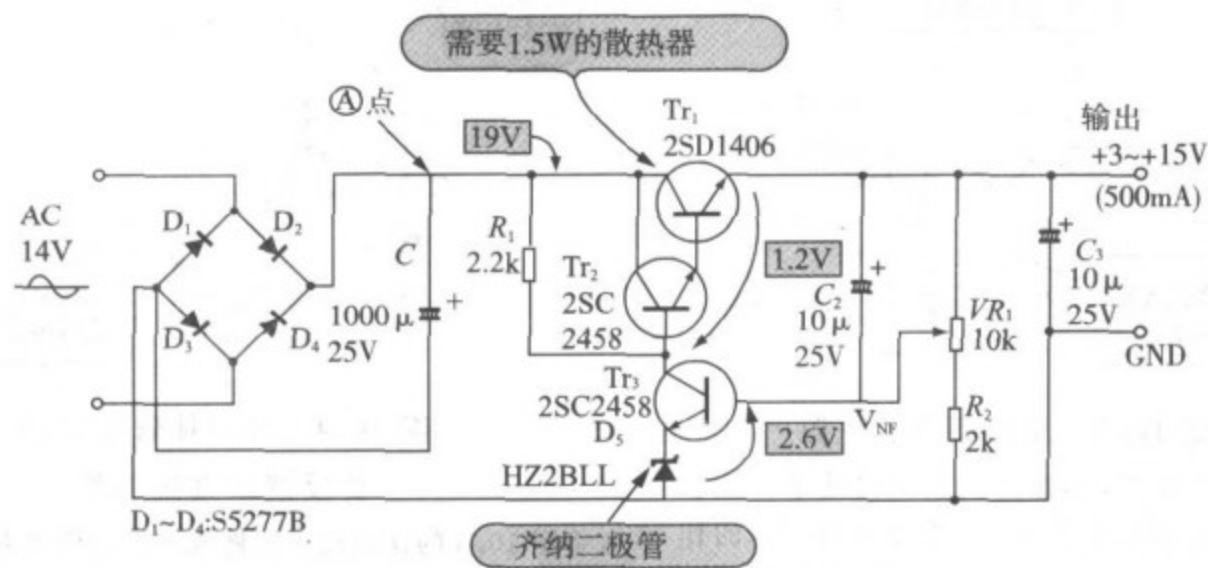 需要1.5W的散热器
Ⓐ点
19V
Tr₁
2SD1406
输出
+3~+15V
(500mA)
AC
14V
D₁
D₂
D₃
D₄
C
1000μ
25V
+
R₁
2.2k
Tr₂
2SC
2458
1.2V
+
C₂
10μ
25V
VR₁
10k
+
C₃
10μ
25V
GND
Tr₃
2SC2458
D₅
2.6V
V_NF
R₂
2k
HZ2BLL
D₁~D₄:S5277B
齐纳二极管